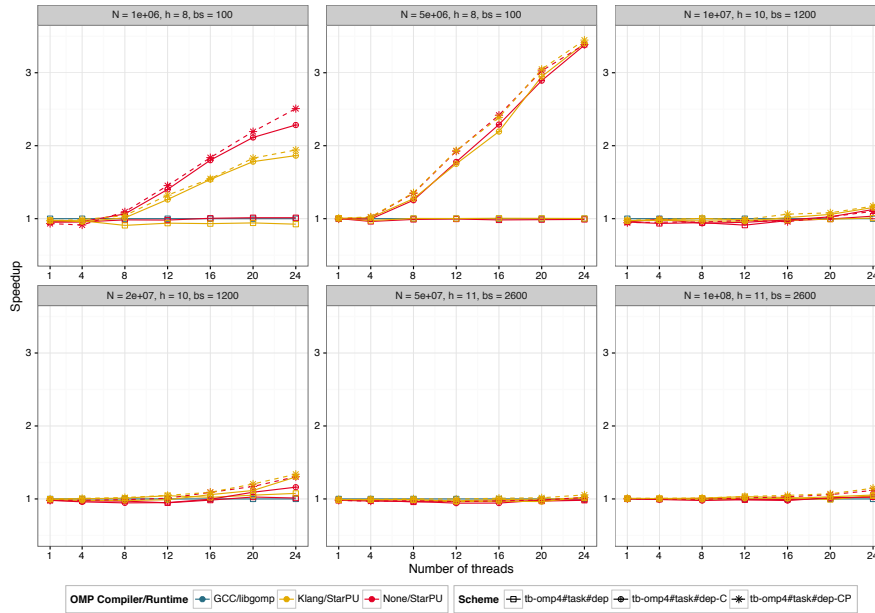 N = 1e+06, h = 8, bs = 100
N = 5e+06, h = 8, bs = 100
N = 1e+07, h = 10, bs = 1200
3
2
1
1 4 8 12 16 20 24
1 4 8 12 16 20 24
1 4 8 12 16 20 24
Speedup
N = 2e+07, h = 10, bs = 1200
N = 5e+07, h = 11, bs = 2600
N = 1e+08, h = 11, bs = 2600
3
2
1
1 4 8 12 16 20 24
1 4 8 12 16 20 24
1 4 8 12 16 20 24
Number of threads
OMP Compiler/Runtime GCC/libgomp Klang/StarPU None/StarPU
Scheme tb-omp4#task#dep tb-omp4#task#dep-C tb-omp4#task#dep-CP